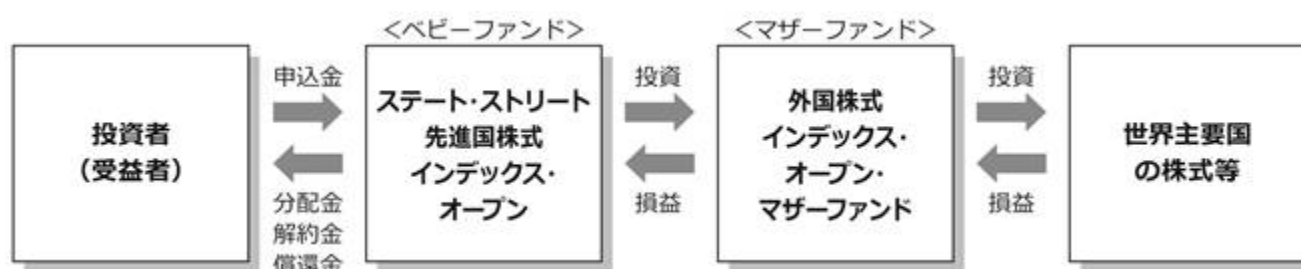 <ベビーファンド>
<マザーファンド>
投資者
(受益者)
申込金
分配金
解約金
償還金
ステート・ストリート
先進国株式
インデックス・
オープン
投資
損益
外国株式
インデックス・
オープン・
マザーファンド
投資
損益
世界主要国
の株式等